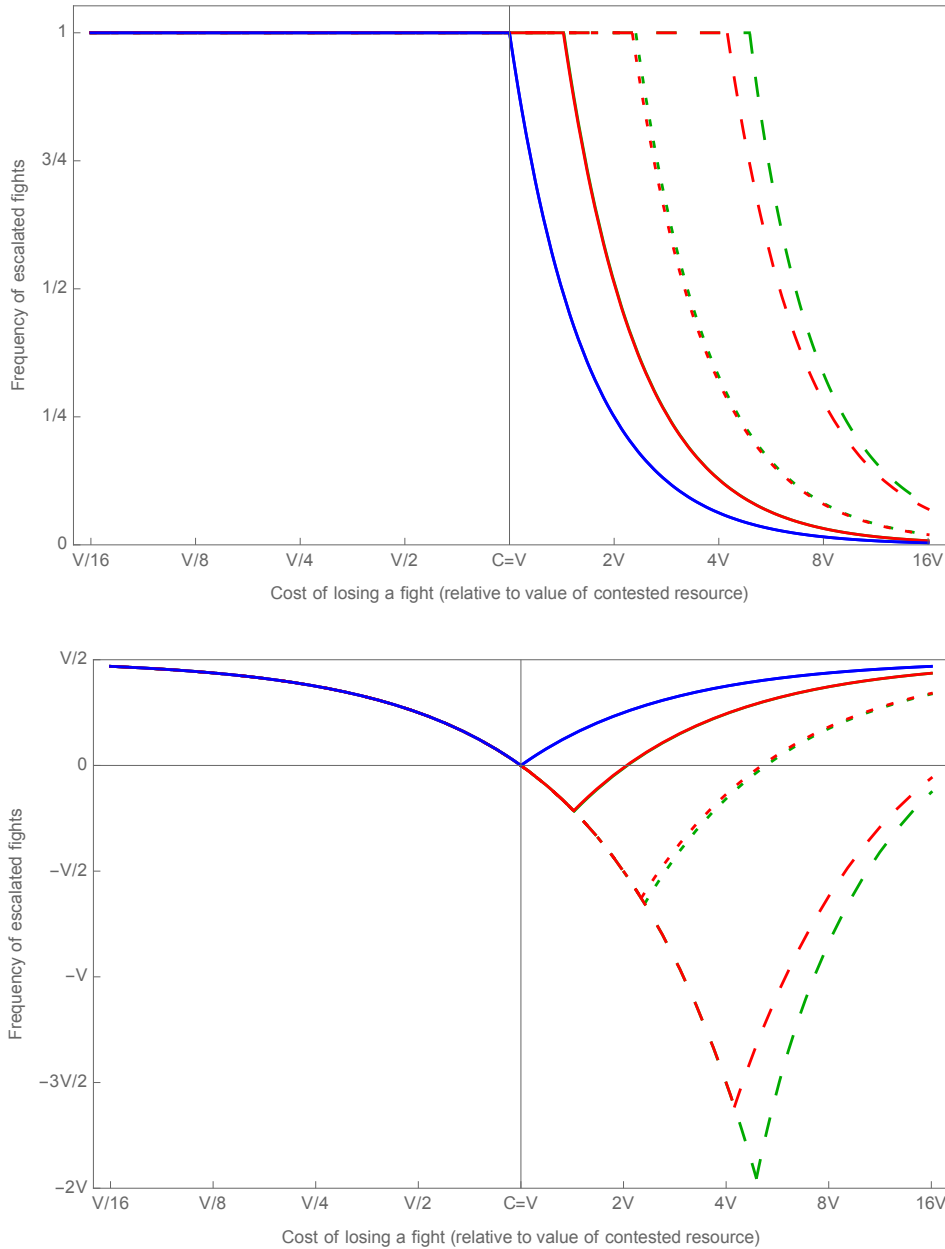 1
3/4
1/2
1/4
0
Frequency of escalated fights
V/16
V/8
V/4
V/2
C=V
2V
4V
8V
16V
Cost of losing a fight (relative to value of contested resource)
V/2
0
−V/2
−V
−3V/2
−2V
Frequency of escalated fights
V/16
V/8
V/4
V/2
C=V
2V
4V
8V
16V
Cost of losing a fight (relative to value of contested resource)